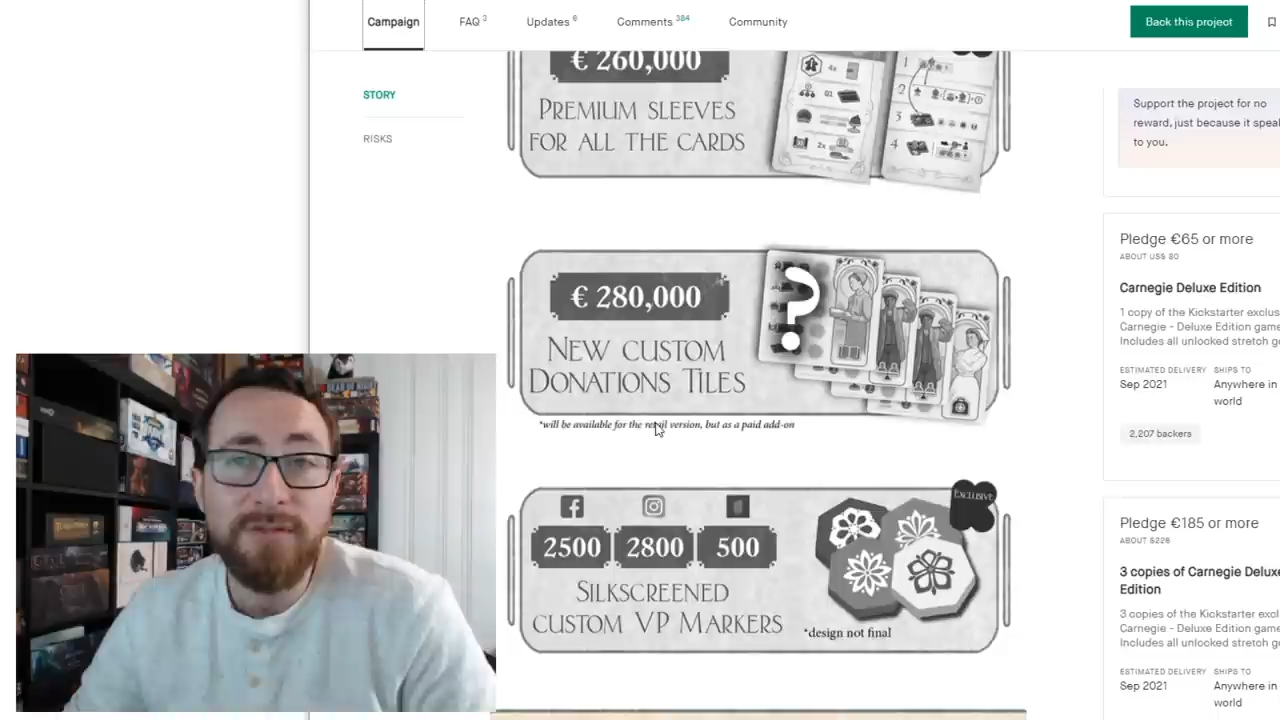 Campaign
FAQ 3
Updates 6
Comments 384
Community
Back this project
STORY
RISKS
€ 260,000
PREMIUM SLEEVES
FOR ALL THE CARDS
1
2
3
4
4x
2x
Support the project for no
reward, just because it
to you.
€ 280,000
NEW CUSTOM
DONATIONS TILES
?
*will be available for the retail version, but as a paid add-on
Pledge €65 or more
ABOUT US$ 80
Carnegie Deluxe Edition
1 copy of the Kickstarter
Carnegie - Deluxe Edition
Includes all unlocked stretch
ESTIMATED DELIVERY
SHIPS TO
Sep 2021
Anywhere in
world
2,207 backers
EXCLUSIVE
2500 2800 500
SILKSCREENED
CUSTOM VP MARKERS
*design not final
Pledge €185 or more
ABOUT $228
3 copies of Carnegie
Edition
3 copies of the Kickstarter
Carnegie - Deluxe Edition
Includes all unlocked stretch
ESTIMATED DELIVERY
SHIPS TO
Sep 2021
Anywhere in
world